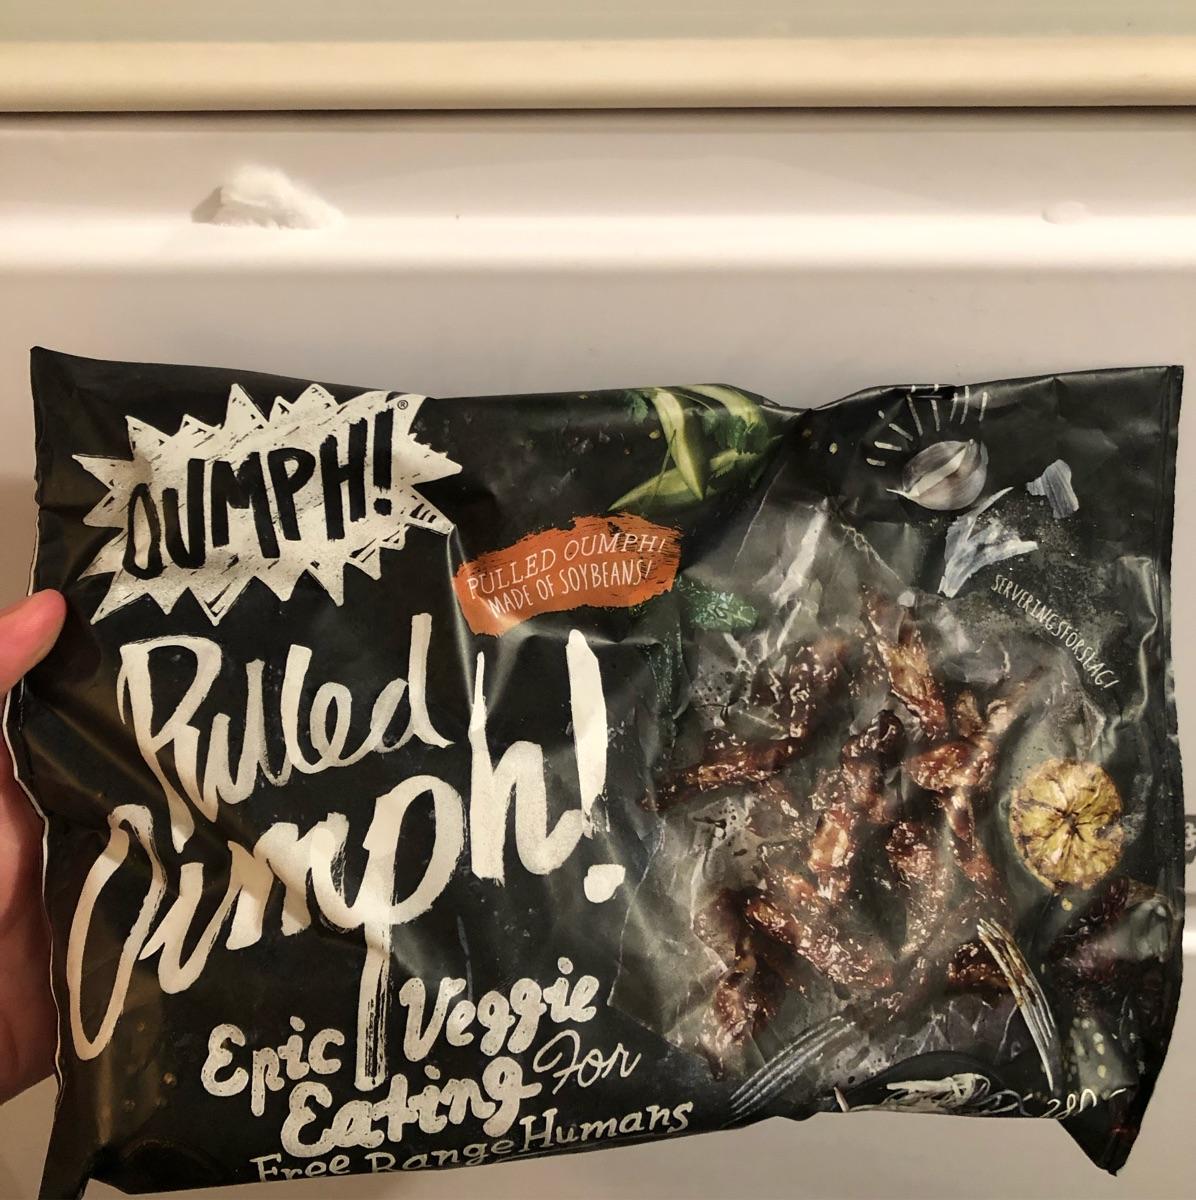 OUMPH!®
PULLED OUMPH!
MADE OF SOYBEANS!
SERVERINGSFÖRSLAG!
Pulled
Oumph!
Epic Veggie
Eating For
Free Range Humans